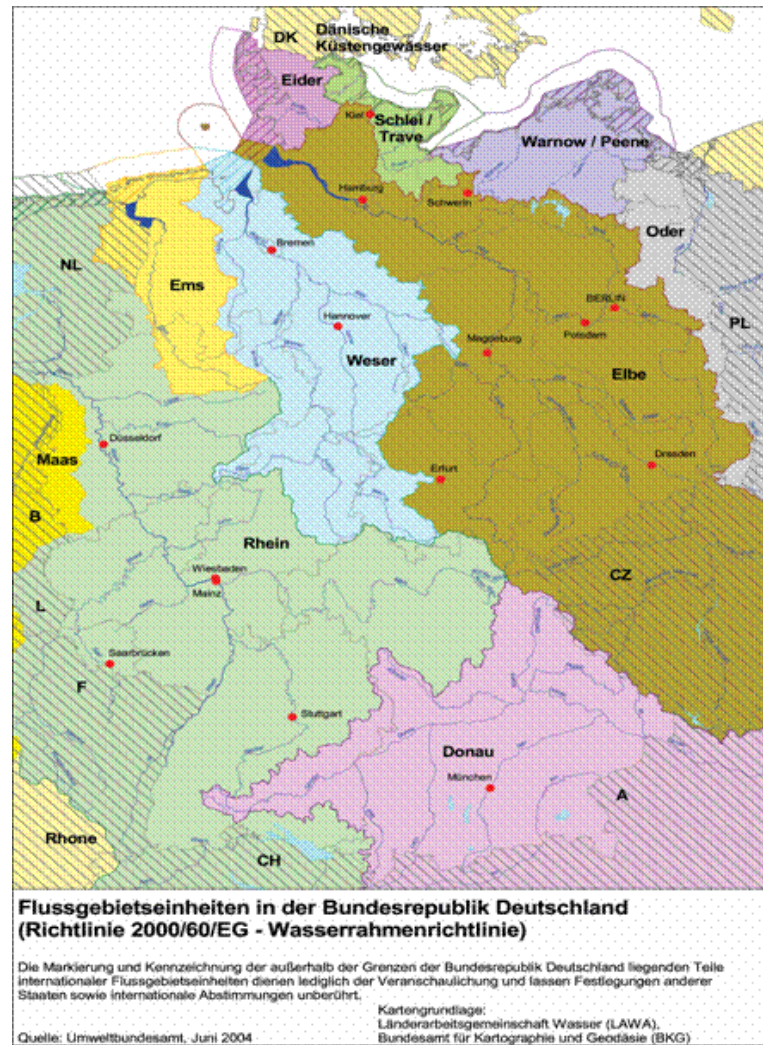 DK
Dänische
Küstengewässer
Eider
Kiel
Schlei /
Trave
Warnow / Peene
Hamburg
Schwerin
Oder
NL
Bremen
Ems
BERLIN
Hannover
PL
Potsdam
Weser
Magdeburg
Elbe
Düsseldorf
Maas
Erfurt
Dresden
B
Rhein
Wiesbaden
CZ
Mainz
L
Saarbrücken
F
Stuttgart
Donau
München
A
Rhone
CH
Flussgebietseinheiten in der Bundesrepublik Deutschland
(Richtlinie 2000/60/EG - Wasserrahmenrichtlinie)
Die Markierung und Kennzeichnung der außerhalb der Grenzen der Bundesrepublik Deutschland liegenden Teile
internationaler Flussgebietseinheiten dienen lediglich der Veranschaulichung und lassen Festlegungen anderer
Staaten sowie internationale Abstimmungen unberührt.
Kartengrundlage:
Länderarbeitsgemeinschaft Wasser (LAWA),
Quelle: Umweltbundesamt, Juni 2004
Bundesamt für Kartographie und Geodäsie (BKG)